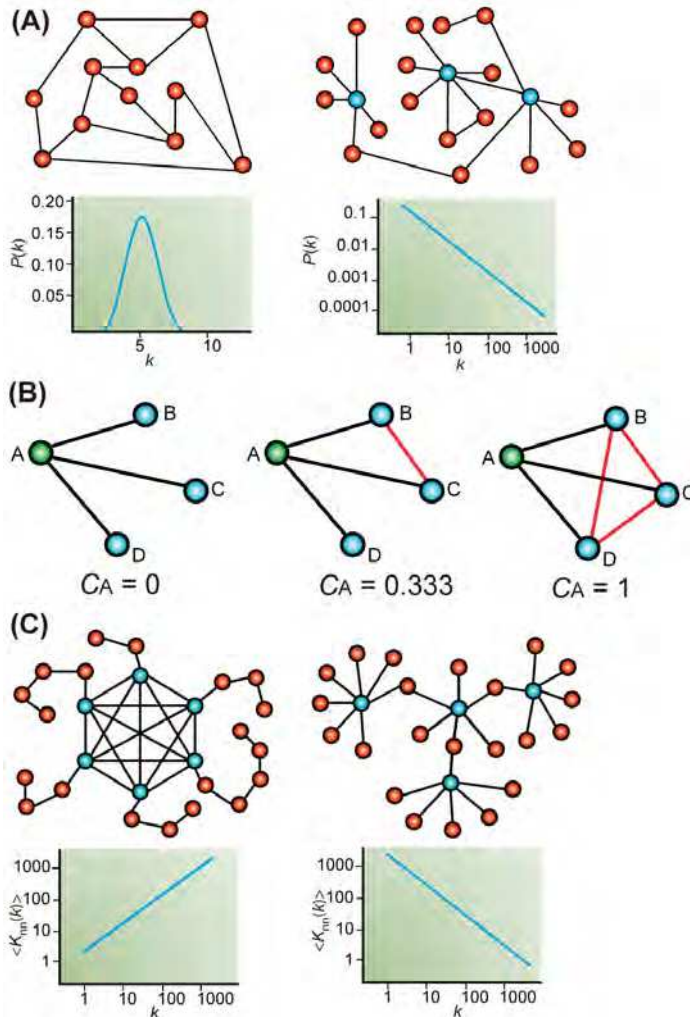 (A)
0.20
0.15
0.10
0.05
P(k)
5 10
k
0.1
0.01
0.001
0.0001
P(k)
1 10 100 1000
k
(B)
A
B
C
D
CA = 0
A
B
C
D
CA = 0.333
A
B
C
D
CA = 1
(C)
1000
100
10
1
<Knn(k)>
1 10 100 1000
k
1000
100
10
1
<Knn(k)>
1 10 100 1000
k